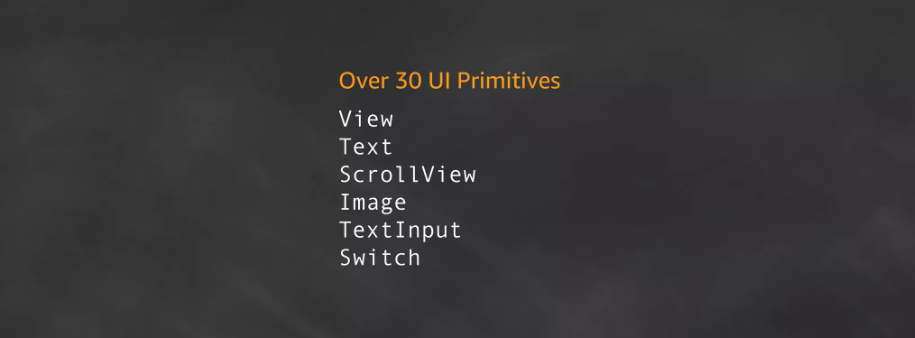 Over 30 UI Primitives
View
Text
ScrollView
Image
TextInput
Switch